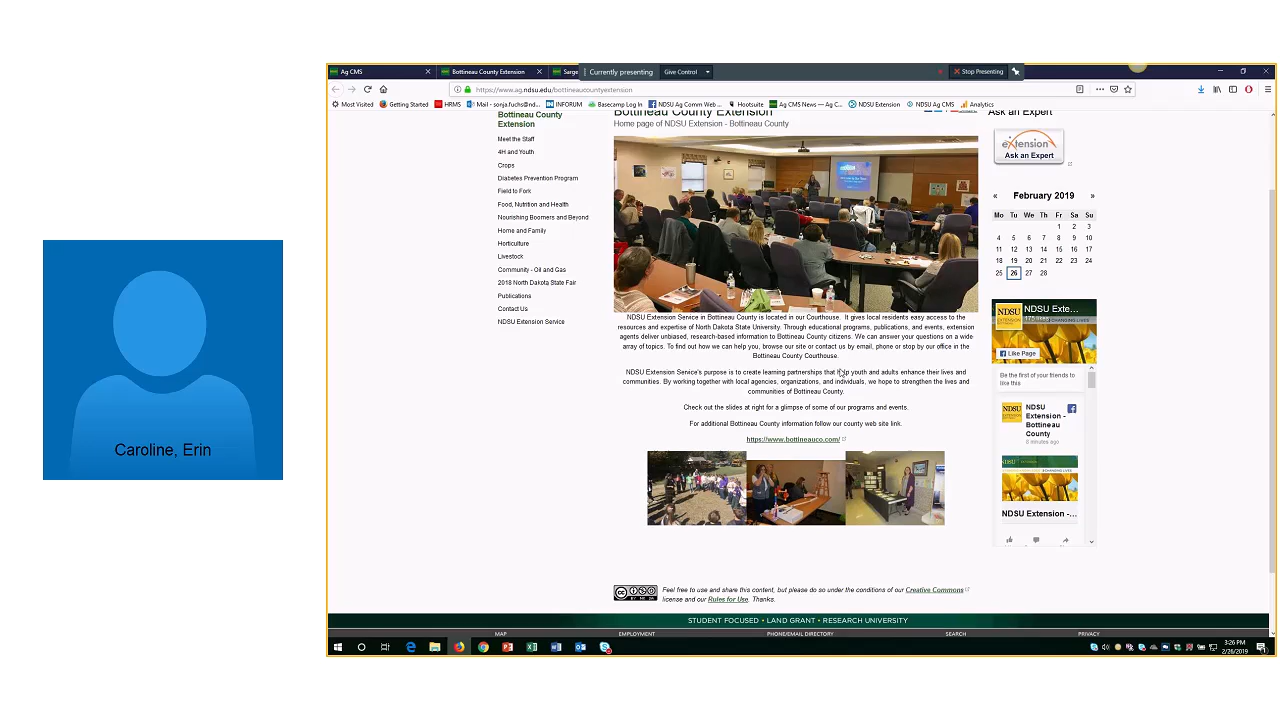 Caroline, Erin
Ag CMS
Bottineau County Extension
Sarge
Currently presenting
Give Control
Stop Presenting
https://www.ag.ndsu.edu/bottineaucountyextension
Most Visited
Getting Started
HRMS
Mail - sonja.fuchs@nd...
INFORUM
Basecamp Log In
NDSU Ag Comm Web ...
Hootsuite
Ag CMS News — Ag C...
NDSU Extension
NDSU Ag CMS
Analytics
Bottineau County
Extension
Meet the Staff
4H and Youth
Crops
Diabetes Prevention Program
Field to Fork
Food, Nutrition and Health
Nourishing Boomers and Beyond
Home and Family
Horticulture
Livestock
Community - Oil and Gas
2018 North Dakota State Fair
Publications
Contact Us
NDSU Extension Service
Bottineau County Extension
Home page of NDSU Extension - Bottineau County
NDSU Extension Service in Bottineau County is located in our Courthouse. It gives local residents easy access to the
resources and expertise of North Dakota State University. Through educational programs, publications, and events, extension
agents deliver unbiased, research-based information to Bottineau County citizens. We can answer your questions on a wide
array of topics. To find out how we can help you, browse our site or contact us by email, phone or stop by our office in the
Bottineau County Courthouse.
NDSU Extension Service's purpose is to create learning partnerships that help youth and adults enhance their lives and
communities. By working together with local agencies, organizations, and individuals, we hope to strengthen the lives and
communities of Bottineau County.
Check out the slides at right for a glimpse of some of our programs and events.
For additional Bottineau County information follow our county web site link.
https://www.bottineauco.com/
Ask an Expert
eXtension
Ask an Expert
« February 2019 »
Mo Tu We Th Fr Sa Su
1 2 3
4 5 6 7 8 9 10
11 12 13 14 15 16 17
18 19 20 21 22 23 24
25 26 27 28
NDSU
EXTENSION
NDSU Exte...
175 likes
CHANGING LIVES
Like Page
Be the first of your friends to
like this
NDSU
NDSU
Extension -
Bottineau
County
8 minutes ago
NDSU Extension -...
BY NC SA
Feel free to use and share this content, but please do so under the conditions of our Creative Commons
license and our Rules for Use. Thanks.
STUDENT FOCUSED • LAND GRANT • RESEARCH UNIVERSITY
MAP
EMPLOYMENT
PHONE/EMAIL DIRECTORY
SEARCH
PRIVACY
3:26 PM
2/26/2019